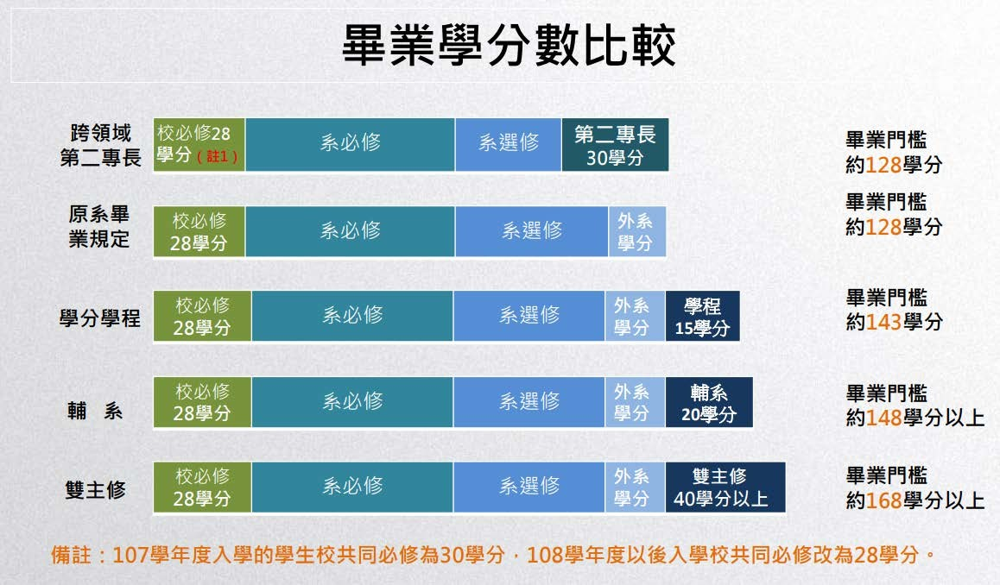 畢業學分數比較
跨領域
第二專長
校必修28
學分（註1）
系必修
系選修
第二專長
30學分
畢業門檻
約128學分
原系畢
業規定
校必修
28學分
系必修
系選修
外系
學分
畢業門檻
約128學分
學分學程
校必修
28學分
系必修
系選修
外系
學分
學程
15學分
畢業門檻
約143學分
輔 系
校必修
28學分
系必修
系選修
外系
學分
輔系
20學分
畢業門檻
約148學分以上
雙主修
校必修
28學分
系必修
系選修
外系
學分
雙主修
40學分以上
畢業門檻
約168學分以上
備註：107學年度入學的學生校共同必修為30學分，108學年度以後入學校共同必修改為28學分。